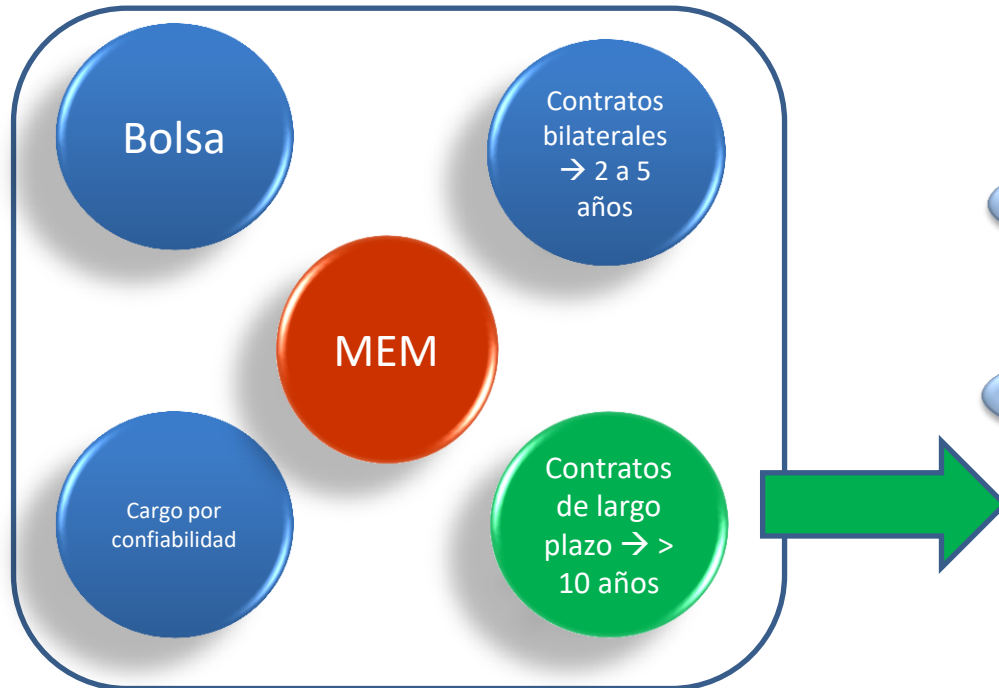 Bolsa
Contratos
bilaterales
→ 2 a 5
años
MEM
Cargo por
confiabilidad
Contratos
de largo
plazo → >
10 años